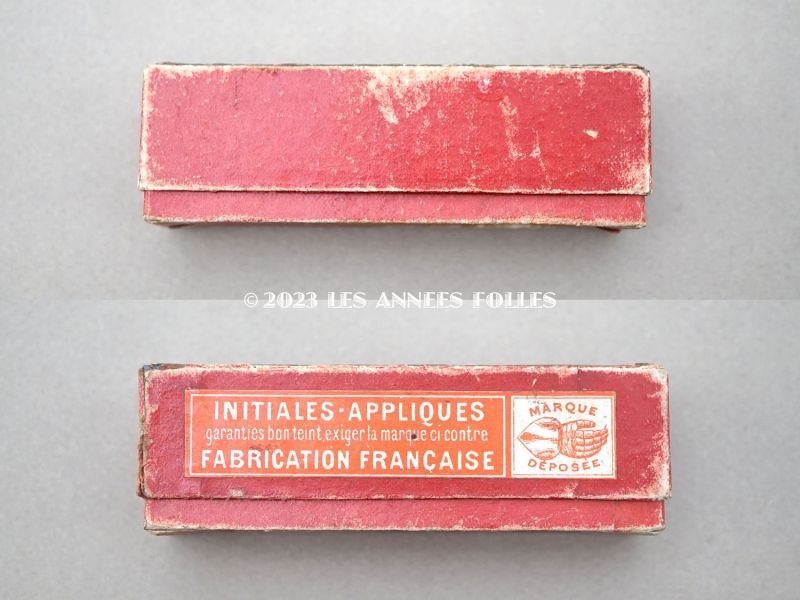 © 2023 LES ANNEES FOLLES
INITIALES-APPLIQUES
garanties bon teint, exiger la marque ci contre
FABRICATION FRANÇAISE
MARQUE
DÉPOSÉE